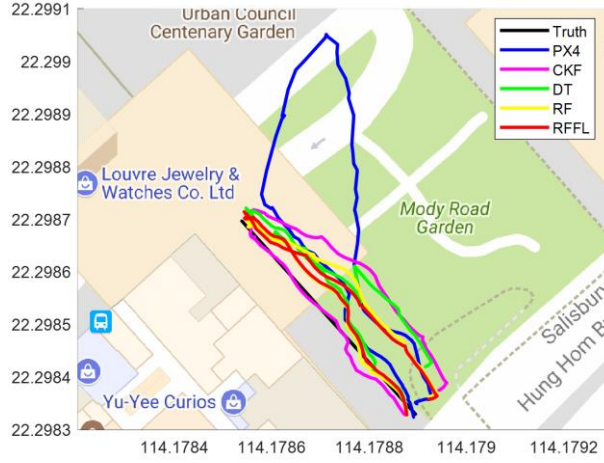 22.2991
22.299
22.2989
22.2988
22.2987
22.2986
22.2985
22.2984
22.2983
Urban Council
Centenary Garden
Louvre Jewelry &
Watches Co. Ltd
Mody Road
Garden
Yu-Yee Curios
Salisbur
Hung Hom B
Truth
PX4
CKF
DT
RF
RFFL
114.1784
114.1786
114.1788
114.179
114.1792